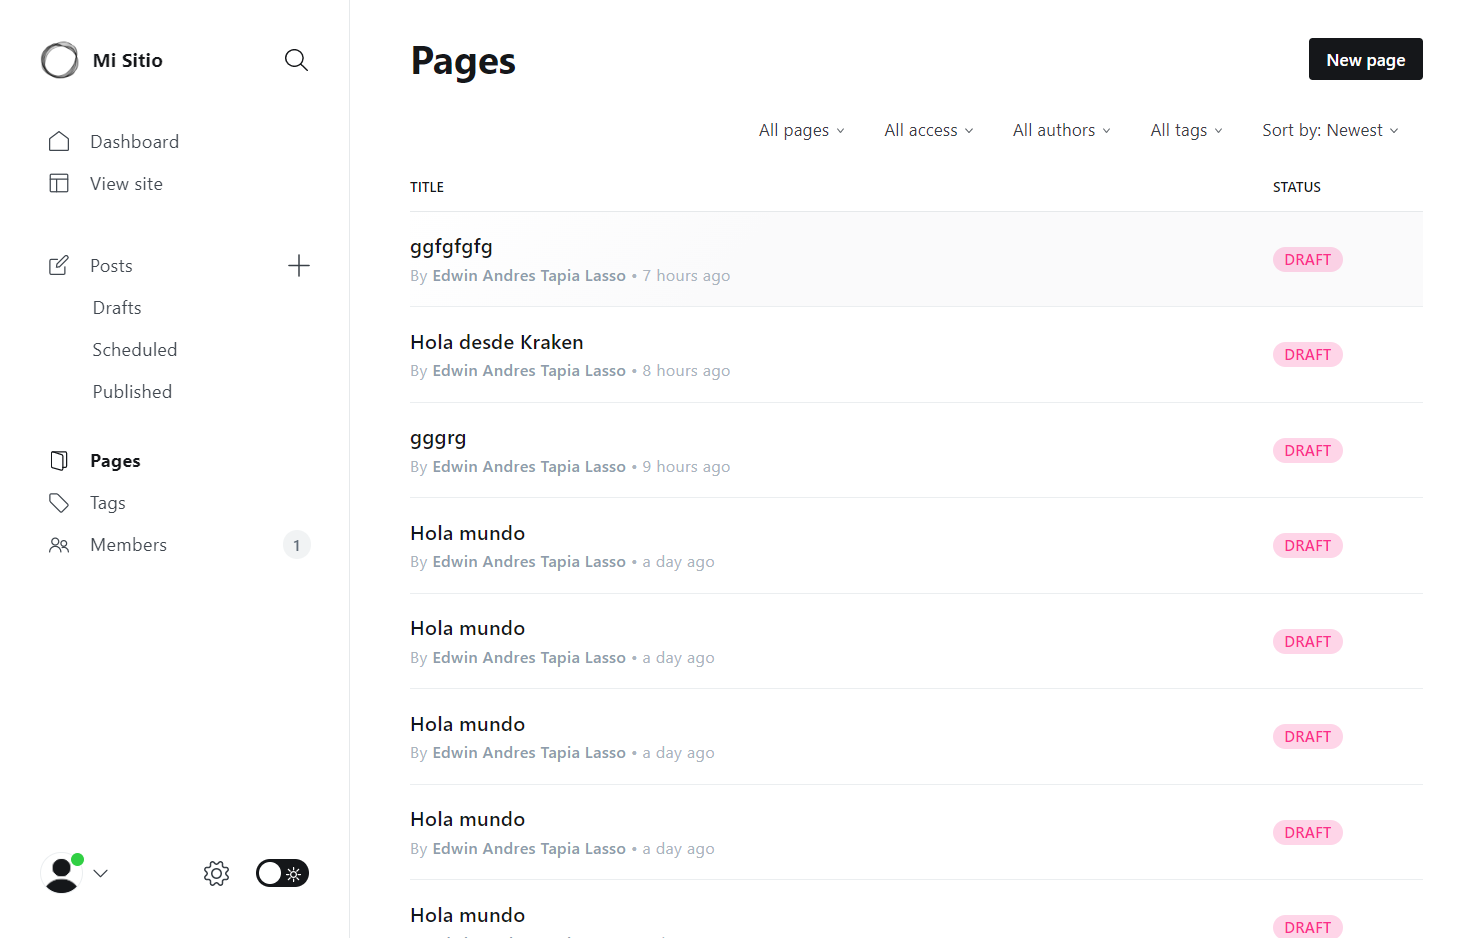 Mi Sitio
Dashboard
View site
Posts
Drafts
Scheduled
Published
Pages
Tags
Members 1
Pages
New page
All pages All access All authors All tags Sort by: Newest
TITLE STATUS
ggfgfgfg
By Edwin Andres Tapia Lasso • 7 hours ago
DRAFT
Hola desde Kraken
By Edwin Andres Tapia Lasso • 8 hours ago
DRAFT
gggrg
By Edwin Andres Tapia Lasso • 9 hours ago
DRAFT
Hola mundo
By Edwin Andres Tapia Lasso • a day ago
DRAFT
Hola mundo
By Edwin Andres Tapia Lasso • a day ago
DRAFT
Hola mundo
By Edwin Andres Tapia Lasso • a day ago
DRAFT
Hola mundo
By Edwin Andres Tapia Lasso • a day ago
DRAFT
Hola mundo
DRAFT